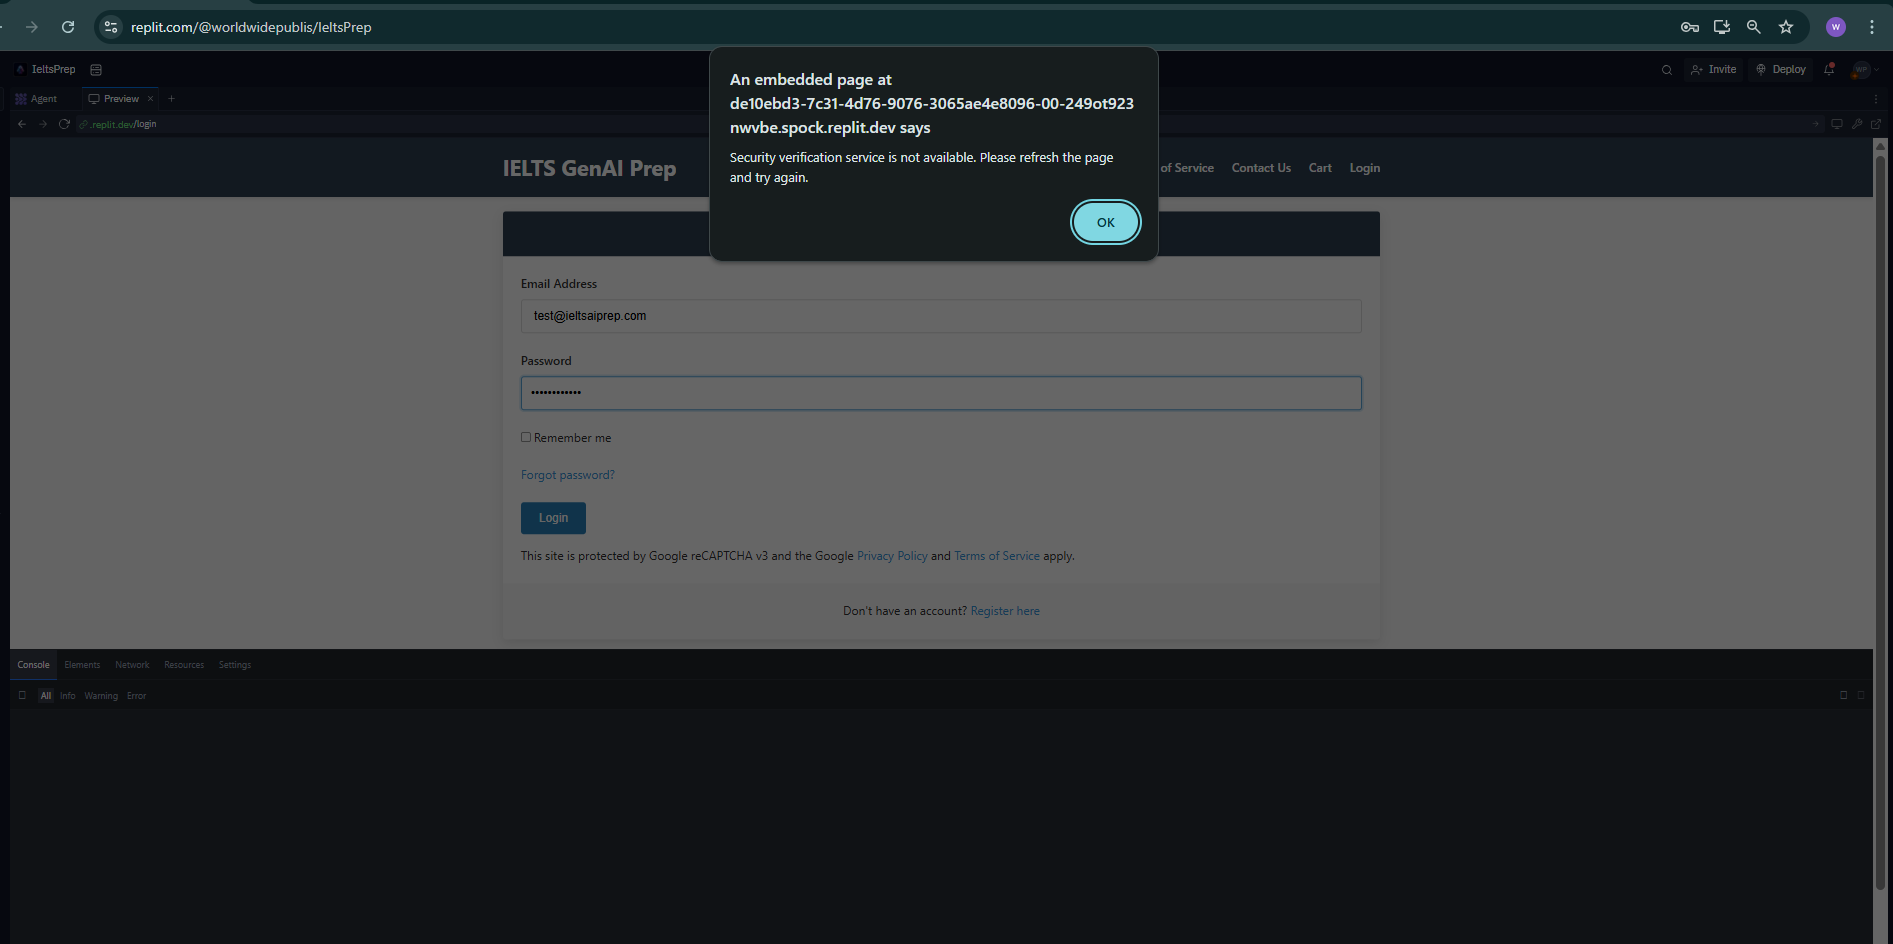 replit.com/@worldwidepublis/IeltsPrep
W
IeltsPrep
Invite
Deploy
WP
Agent
Preview
.replit.dev/login
An embedded page at
de10ebd3-7c31-4d76-9076-3065ae4e8096-00-249ot923
nwvbe.spock.replit.dev says
Security verification service is not available. Please refresh the page
and try again.
OK
IELTS GenAI Prep
of Service
Contact Us
Cart
Login
Email Address
test@ieltsaiprep.com
Password
••••••••••••
Remember me
Forgot password?
Login
This site is protected by Google reCAPTCHA v3 and the Google Privacy Policy and Terms of Service apply.
Don't have an account? Register here
Console
Elements
Network
Resources
Settings
All
Info
Warning
Error